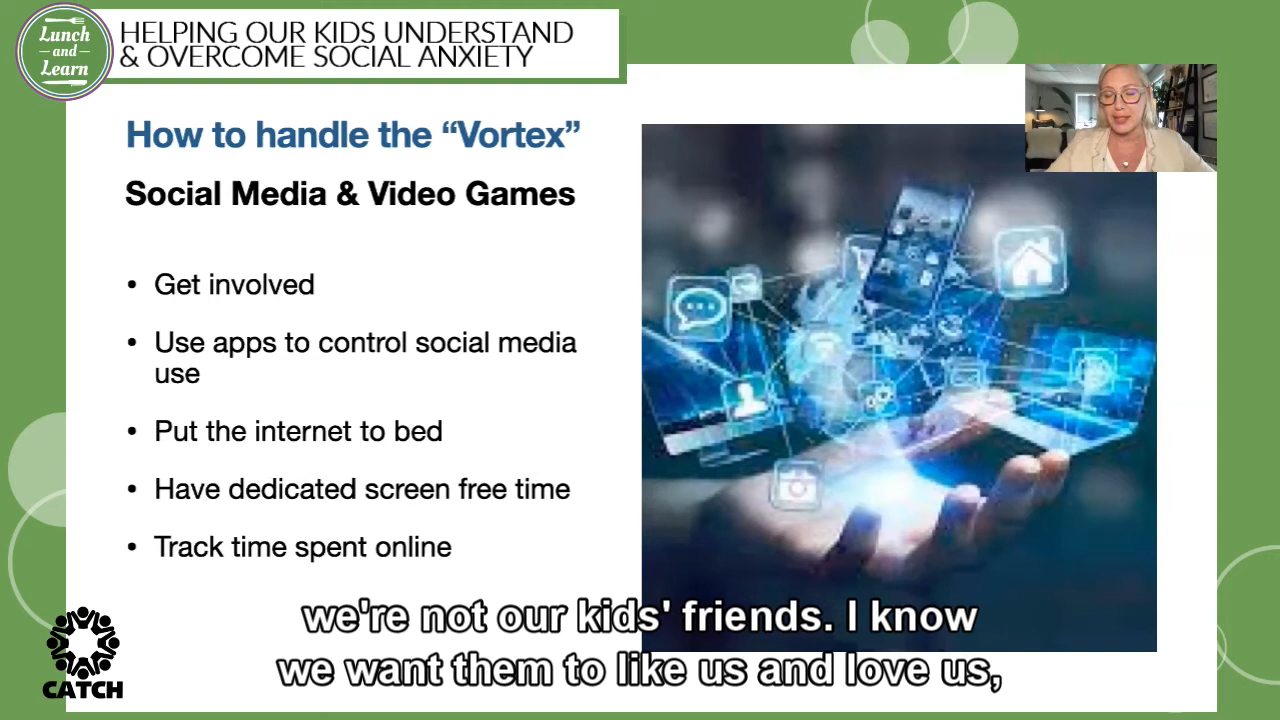 Lunch
and
Learn
HELPING OUR KIDS UNDERSTAND
& OVERCOME SOCIAL ANXIETY
How to handle the “Vortex”
Social Media & Video Games
• Get involved
• Use apps to control social media
use
• Put the internet to bed
• Have dedicated screen free time
• Track time spent online
we're not our kids' friends. I know
we want them to like us and love us,
CATCH